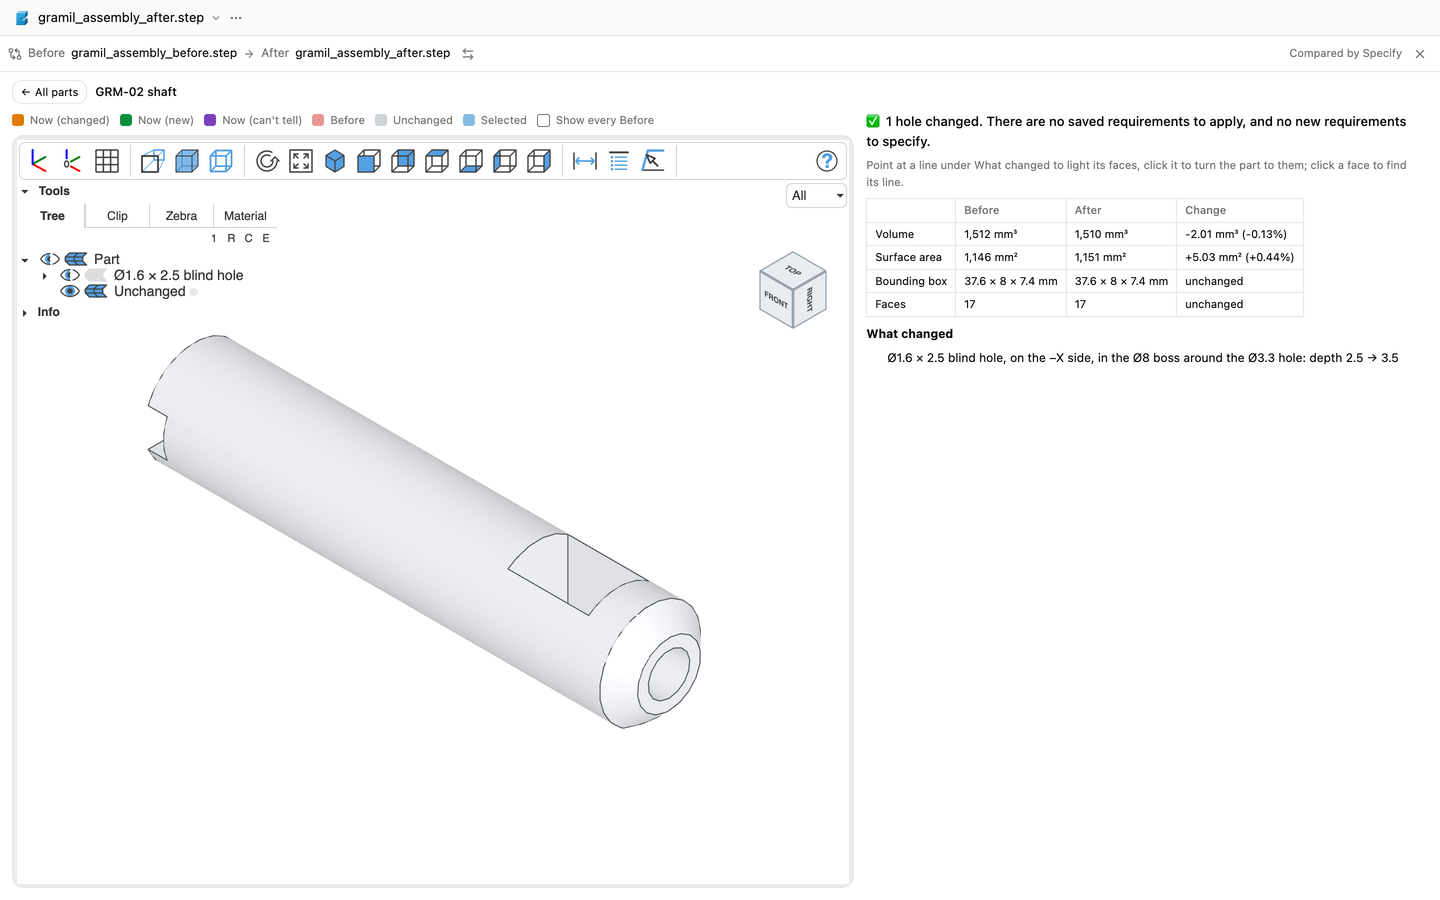 gramil_assembly_after.step
Before gramil_assembly_before.step → After gramil_assembly_after.step
Compared by Specify
← All parts
GRM-02 shaft
Now (changed) Now (new) Now (can't tell) Before Unchanged Selected Show every Before
Tools
All
Tree Clip Zebra Material
1 R C E
Part
Ø1.6 × 2.5 blind hole
Unchanged
Info
TOP
FRONT
RIGHT
✅ 1 hole changed. There are no saved requirements to apply, and no new requirements
to specify.
Point at a line under What changed to light its faces, click it to turn the part to them; click a face to find
its line.
Before After Change
Volume 1,512 mm³ 1,510 mm³ -2.01 mm³ (-0.13%)
Surface area 1,146 mm² 1,151 mm² +5.03 mm² (+0.44%)
Bounding box 37.6 × 8 × 7.4 mm 37.6 × 8 × 7.4 mm unchanged
Faces 17 17 unchanged
What changed
Ø1.6 × 2.5 blind hole, on the −X side, in the Ø8 boss around the Ø3.3 hole: depth 2.5 → 3.5